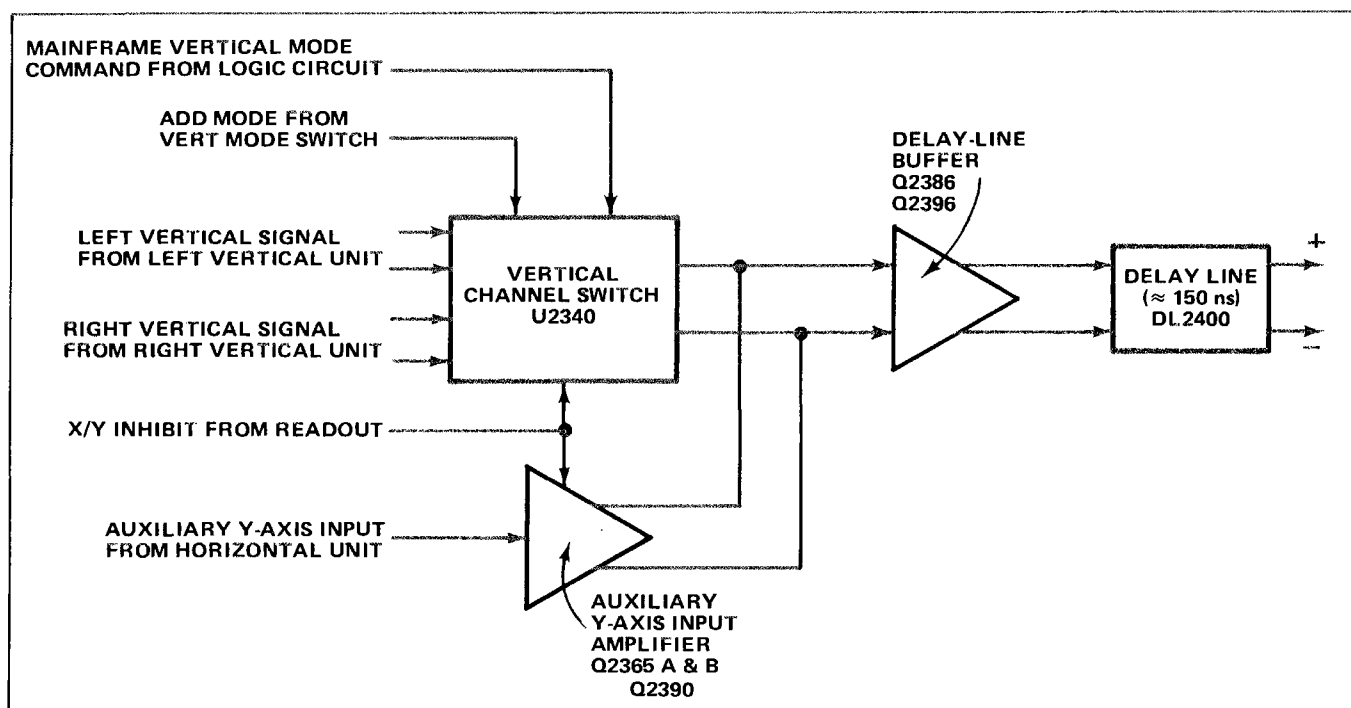 MAINFRAME VERTICAL MODE
COMMAND FROM LOGIC CIRCUIT
ADD MODE FROM
VERT MODE SWITCH
LEFT VERTICAL SIGNAL
FROM LEFT VERTICAL UNIT
RIGHT VERTICAL SIGNAL
FROM RIGHT VERTICAL UNIT
VERTICAL
CHANNEL SWITCH
U2340
DELAY-LINE
BUFFER
Q2386
Q2396
DELAY LINE
(≈ 150 ns)
DL2400
+
–
X/Y INHIBIT FROM READOUT
AUXILIARY Y-AXIS INPUT
FROM HORIZONTAL UNIT
AUXILIARY
Y-AXIS INPUT
AMPLIFIER
Q2365 A & B
Q2390